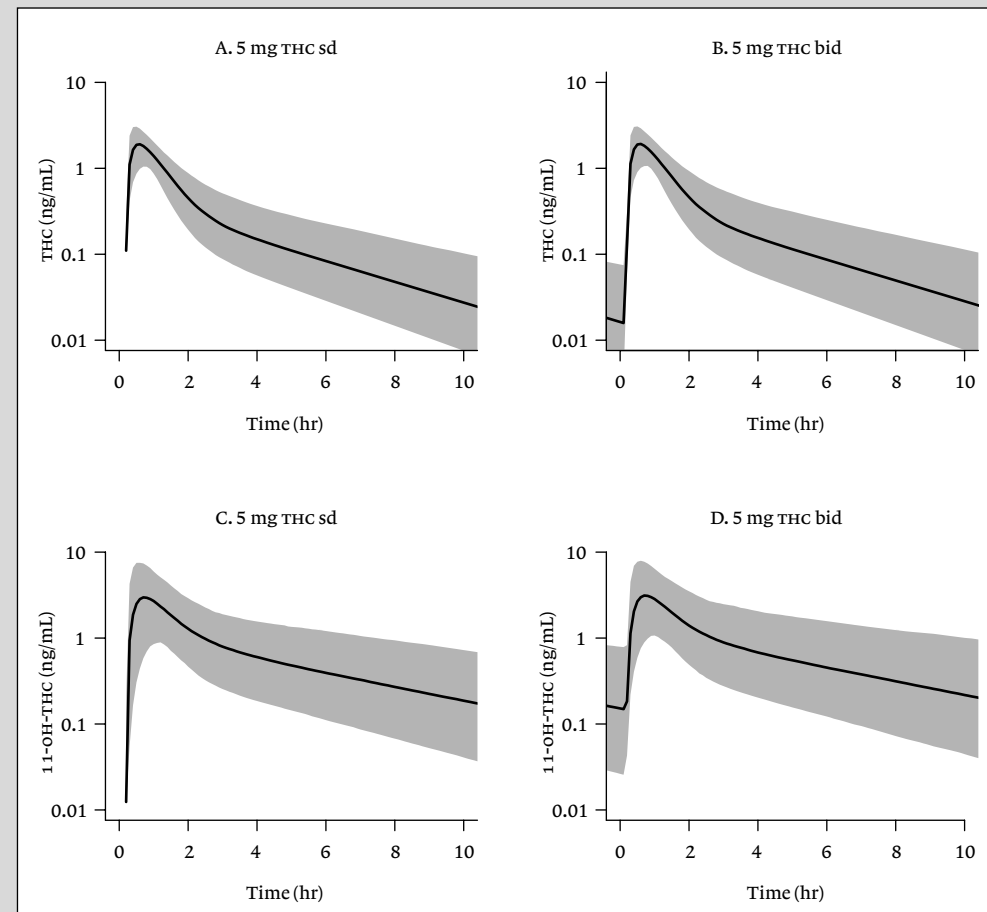 A. 5 mg THC sd
B. 5 mg THC bid
10
1
0.1
0.01
THC (ng/mL)
0 2 4 6 8 10
Time (hr)
10
1
0.1
0.01
THC (ng/mL)
0 2 4 6 8 10
Time (hr)
C. 5 mg THC sd
D. 5 mg THC bid
10
1
0.1
0.01
11-OH-THC (ng/mL)
0 2 4 6 8 10
Time (hr)
10
1
0.1
0.01
11-OH-THC (ng/mL)
0 2 4 6 8 10
Time (hr)